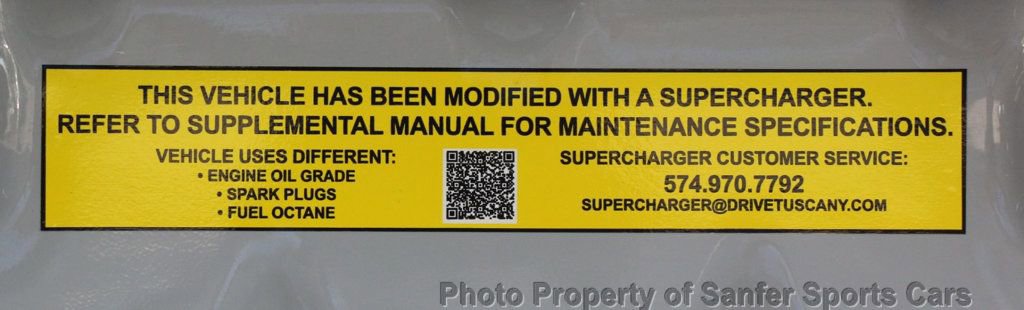 THIS VEHICLE HAS BEEN MODIFIED WITH A SUPERCHARGER.
REFER TO SUPPLEMENTAL MANUAL FOR MAINTENANCE SPECIFICATIONS.
VEHICLE USES DIFFERENT:
• ENGINE OIL GRADE
• SPARK PLUGS
• FUEL OCTANE
SUPERCHARGER CUSTOMER SERVICE:
574.970.7792
SUPERCHARGER@DRIVETUSCANY.COM
Photo Property of Sanfer Sports Cars